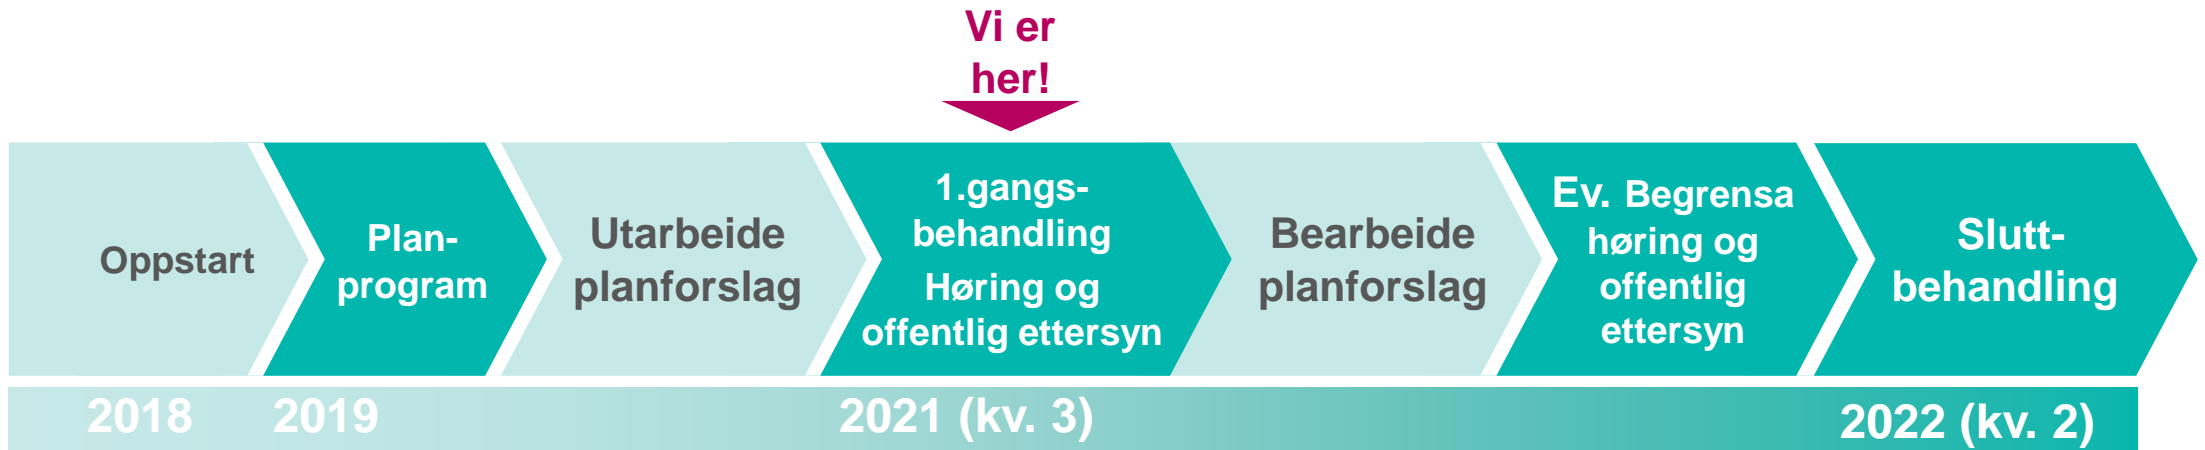 Vi er
her!
Oppstart
Plan-
program
Utarbeide
planforslag
1.gangs-
behandling
Høring og
offentlig ettersyn
Bearbeide
planforslag
Ev. Begrensa
høring og
offentlig
ettersyn
Slutt-
behandling
2018
2019
2021 (kv. 3)
2022 (kv. 2)